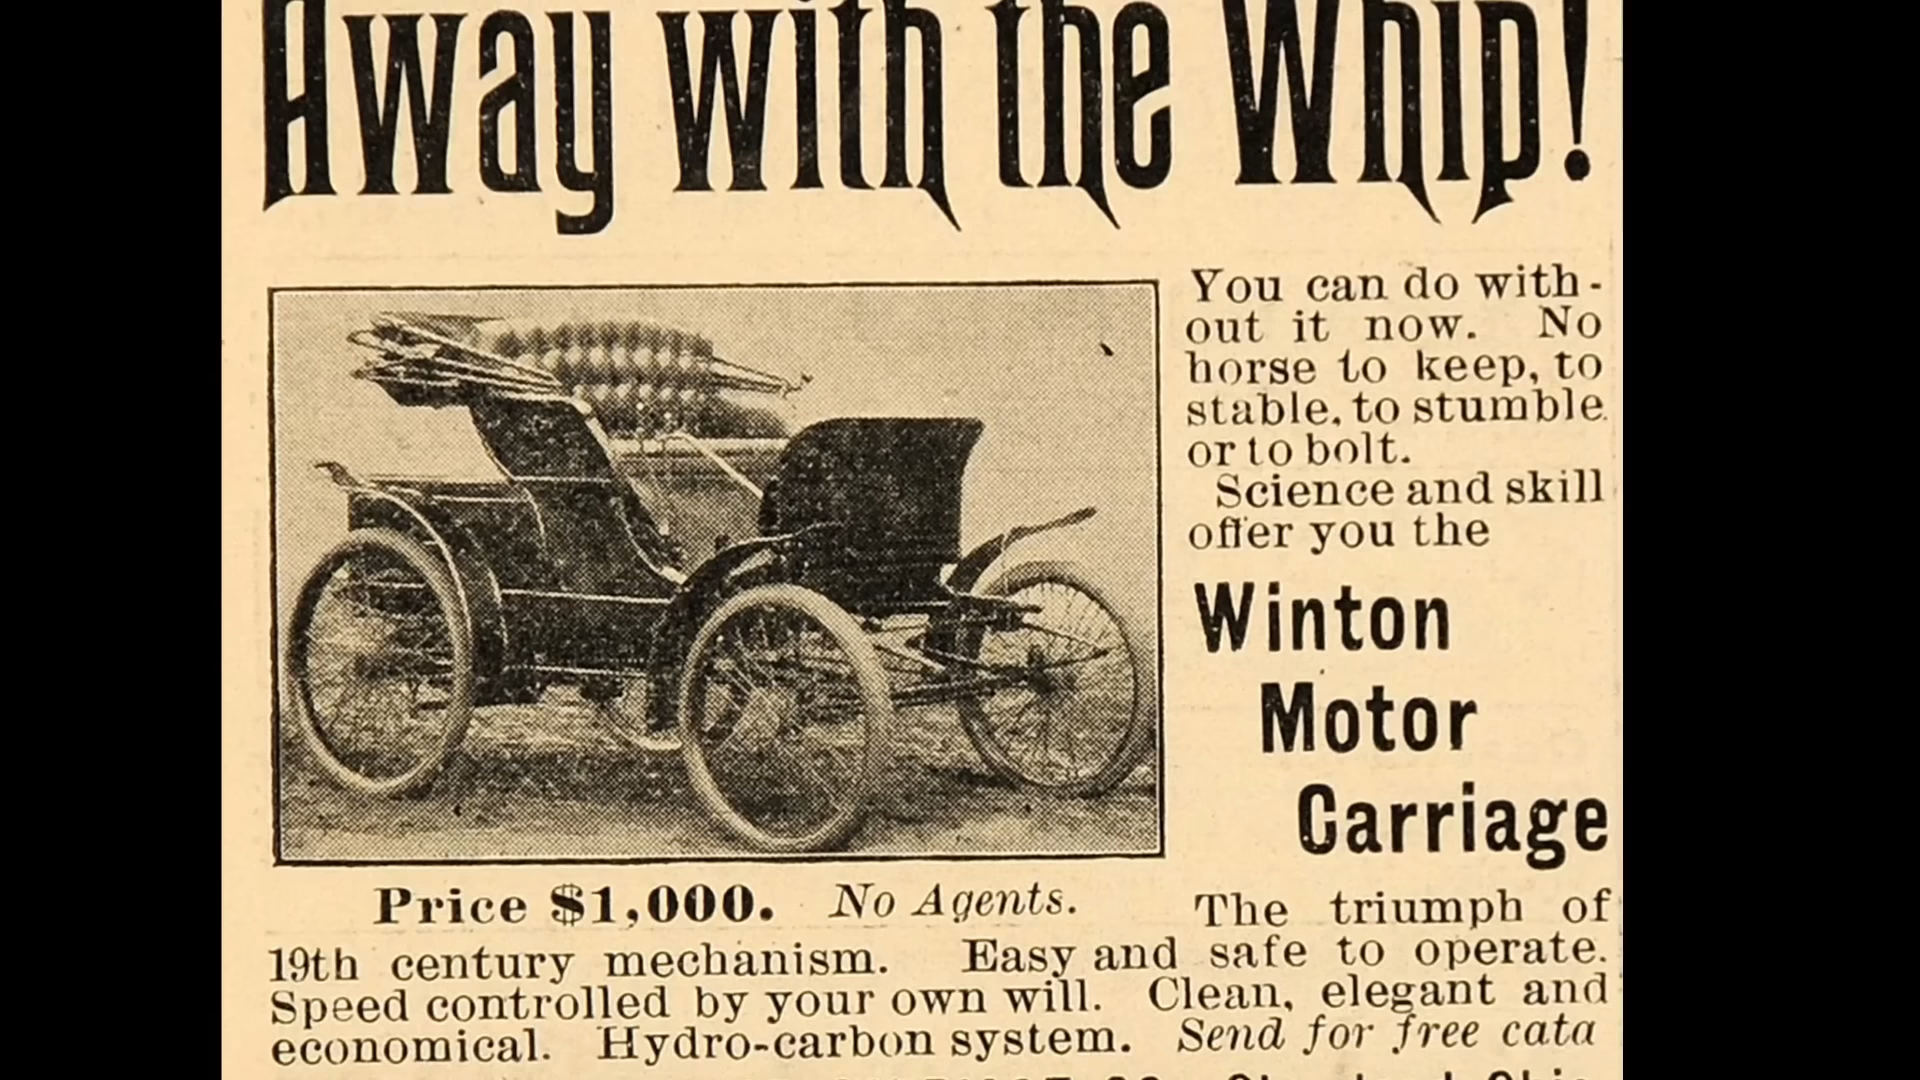 Away with the Whip!
You can do with-
out it now. No
horse to keep, to
stable, to stumble
or to bolt.
Science and skill
offer you the
Winton
Motor
Carriage
Price $1,000. No Agents. The triumph of
19th century mechanism. Easy and safe to operate.
Speed controlled by your own will. Clean, elegant and
economical. Hydro-carbon system. Send for free cata